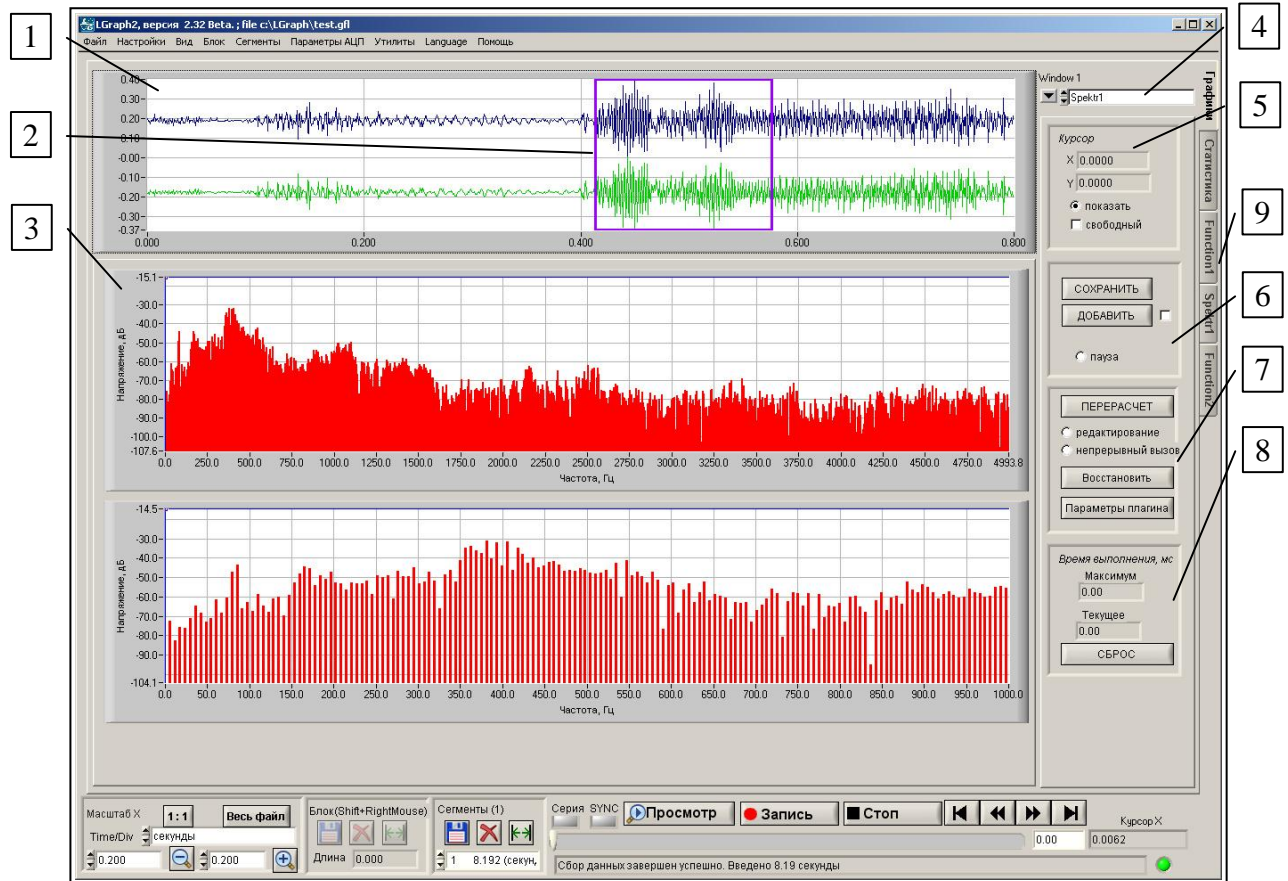 LGraph2, версия 2.32 Beta. ; file c:\LGraph\test.gfl
Файл Настройки Вид Блок Сегменты Параметры АЦП Утилиты Language Помощь
1
2
3
4
5
9
6
7
8
0.40
0.30
0.20
0.10
-0.00
-0.10
-0.20
-0.30
-0.37
0.000 0.200 0.400 0.600 0.800
Window 1
Spektr1
Курсор
X 0.0000
Y 0.0000
показать
свободный
СОХРАНИТЬ
ДОБАВИТЬ
пауза
ПЕРЕРАСЧЕТ
редактирование
непрерывный вызов
Восстановить
Параметры плагина
Время выполнения, мс
Максимум
0.00
Текущее
0.00
СБРОС
Графики
Статистика
Function1
Spektr1
Function2
Напряжение, дБ
-15.1
-30.0
-40.0
-50.0
-60.0
-70.0
-80.0
-90.0
-100.0
-107.6
0.0 250.0 500.0 750.0 1000.0 1250.0 1500.0 1750.0 2000.0 2250.0 2500.0 2750.0 3000.0 3250.0 3500.0 3750.0 4000.0 4250.0 4500.0 4750.0 4993.8
Частота, Гц
Напряжение, дБ
-14.5
-30.0
-40.0
-50.0
-60.0
-70.0
-80.0
-90.0
-104.1
0.0 50.0 100.0 150.0 200.0 250.0 300.0 350.0 400.0 450.0 500.0 550.0 600.0 650.0 700.0 750.0 800.0 850.0 900.0 950.0 1000.0
Частота, Гц
Масштаб X 1:1 Весь файл
Time/Div секунды
0.200 0.200
Блок(Shift+RightMouse)
Длина 0.000
Сегменты (1)
1 8.192 (секун,
Серия SYNC Просмотр Запись Стоп
Курсор X
0.00 0.0062
Сбор данных завершен успешно. Введено 8.19 секунды